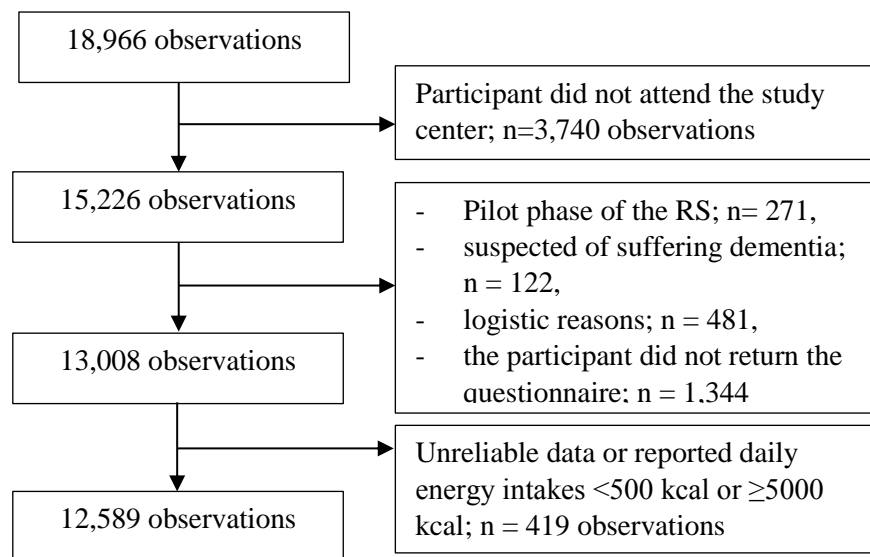 18,966 observations
Participant did not attend the study
center; n=3,740 observations
15,226 observations
- Pilot phase of the RS; n= 271,
- suspected of suffering dementia;
n = 122,
- logistic reasons; n = 481,
- the participant did not return the
questionnaire; n = 1,344
13,008 observations
Unreliable data or reported daily
energy intakes <500 kcal or ≥5000
kcal; n = 419 observations
12,589 observations